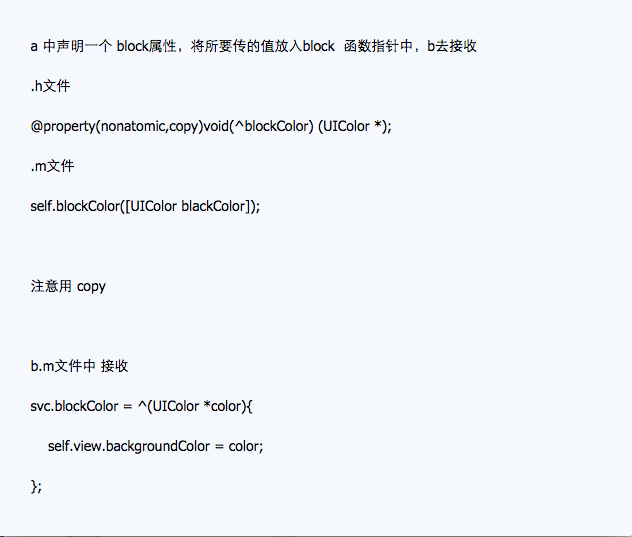 a 中声明一个 block属性，将所要传的值放入block 函数指针中，b去接收
.h文件
@property(nonatomic,copy)void(^blockColor) (UIColor *);
.m文件
self.blockColor([UIColor blackColor]);
注意用 copy
b.m文件中 接收
svc.blockColor = ^(UIColor *color){
self.view.backgroundColor = color;
};